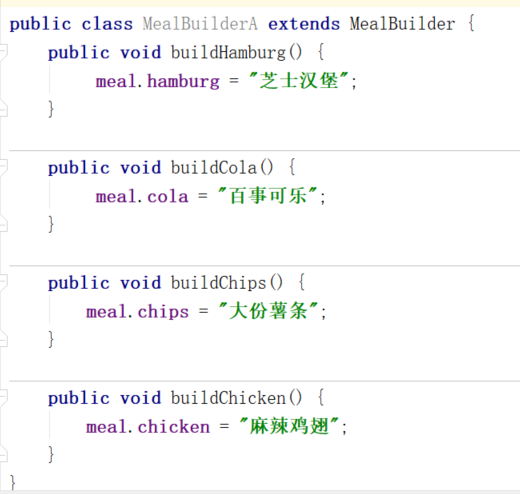 public class MealBuilderA extends MealBuilder {
public void buildHamburg() {
meal.hamburg = "芝士汉堡";
}
public void buildCola() {
meal.cola = "百事可乐";
}
public void buildChips() {
meal.chips = "大份薯条";
}
public void buildChicken() {
meal.chicken = "麻辣鸡翅";
}
}